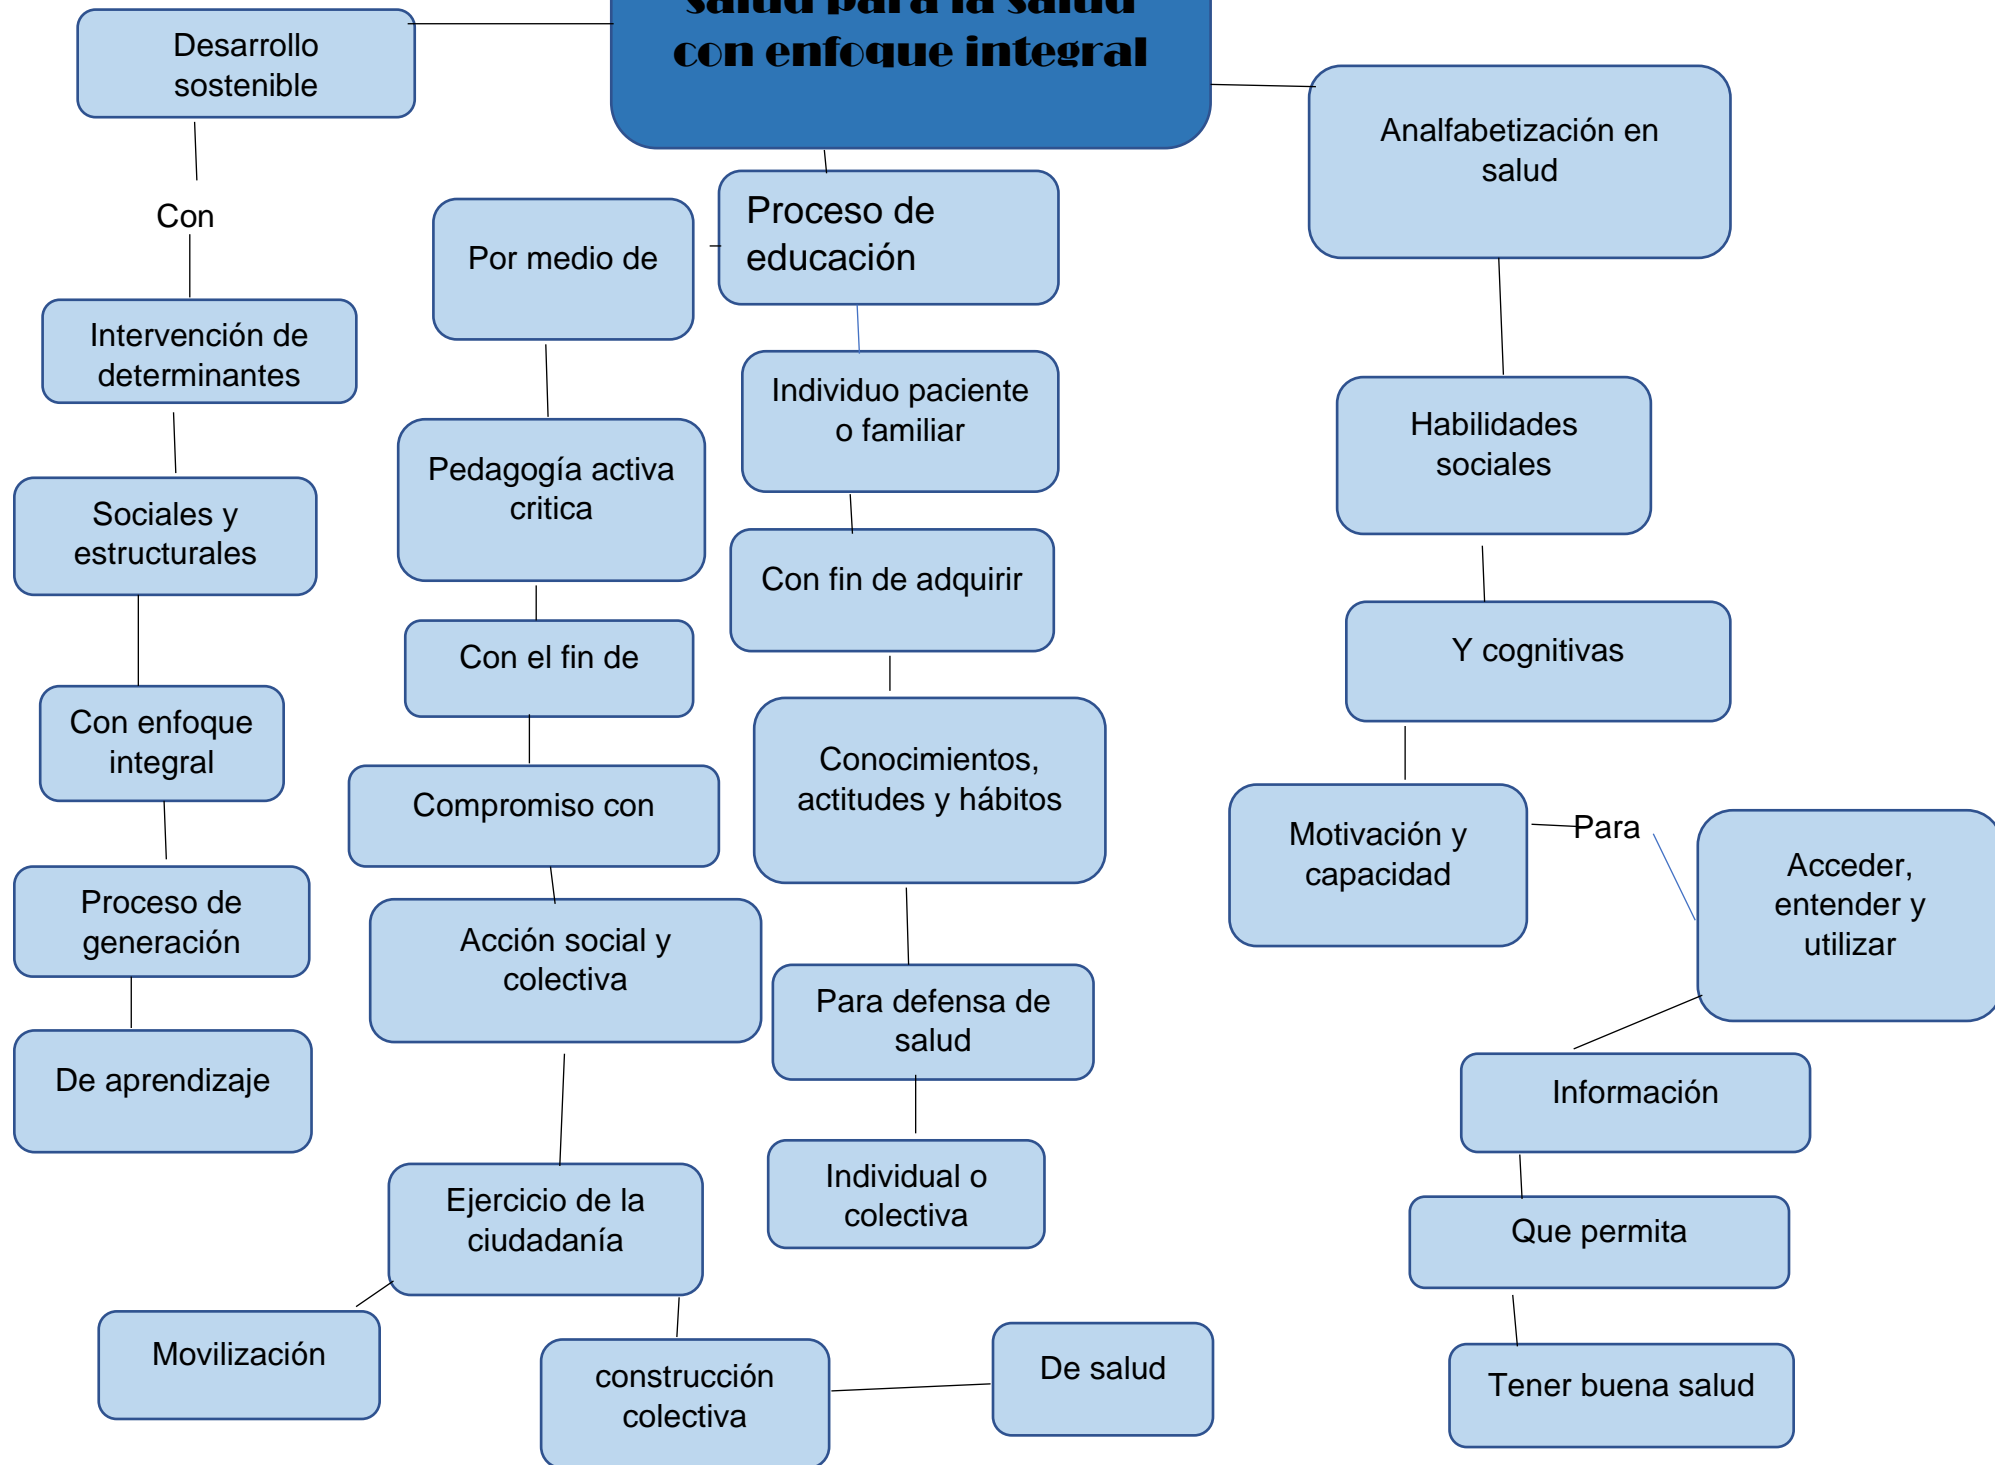 salud para la salud
con enfoque integral
Desarrollo
sostenible
Con
Intervención de
determinantes
Sociales y
estructurales
Con enfoque
integral
Proceso de
generación
De aprendizaje
Proceso de
educación
Por medio de
Pedagogía activa
critica
Con el fin de
Compromiso con
Acción social y
colectiva
Ejercicio de la
ciudadanía
Movilización
construcción
colectiva
De salud
Individuo paciente
o familiar
Con fin de adquirir
Conocimientos,
actitudes y hábitos
Para defensa de
salud
Individual o
colectiva
Analfabetización en
salud
Habilidades
sociales
Y cognitivas
Motivación y
capacidad
Para
Acceder,
entender y
utilizar
Información
Que permita
Tener buena salud